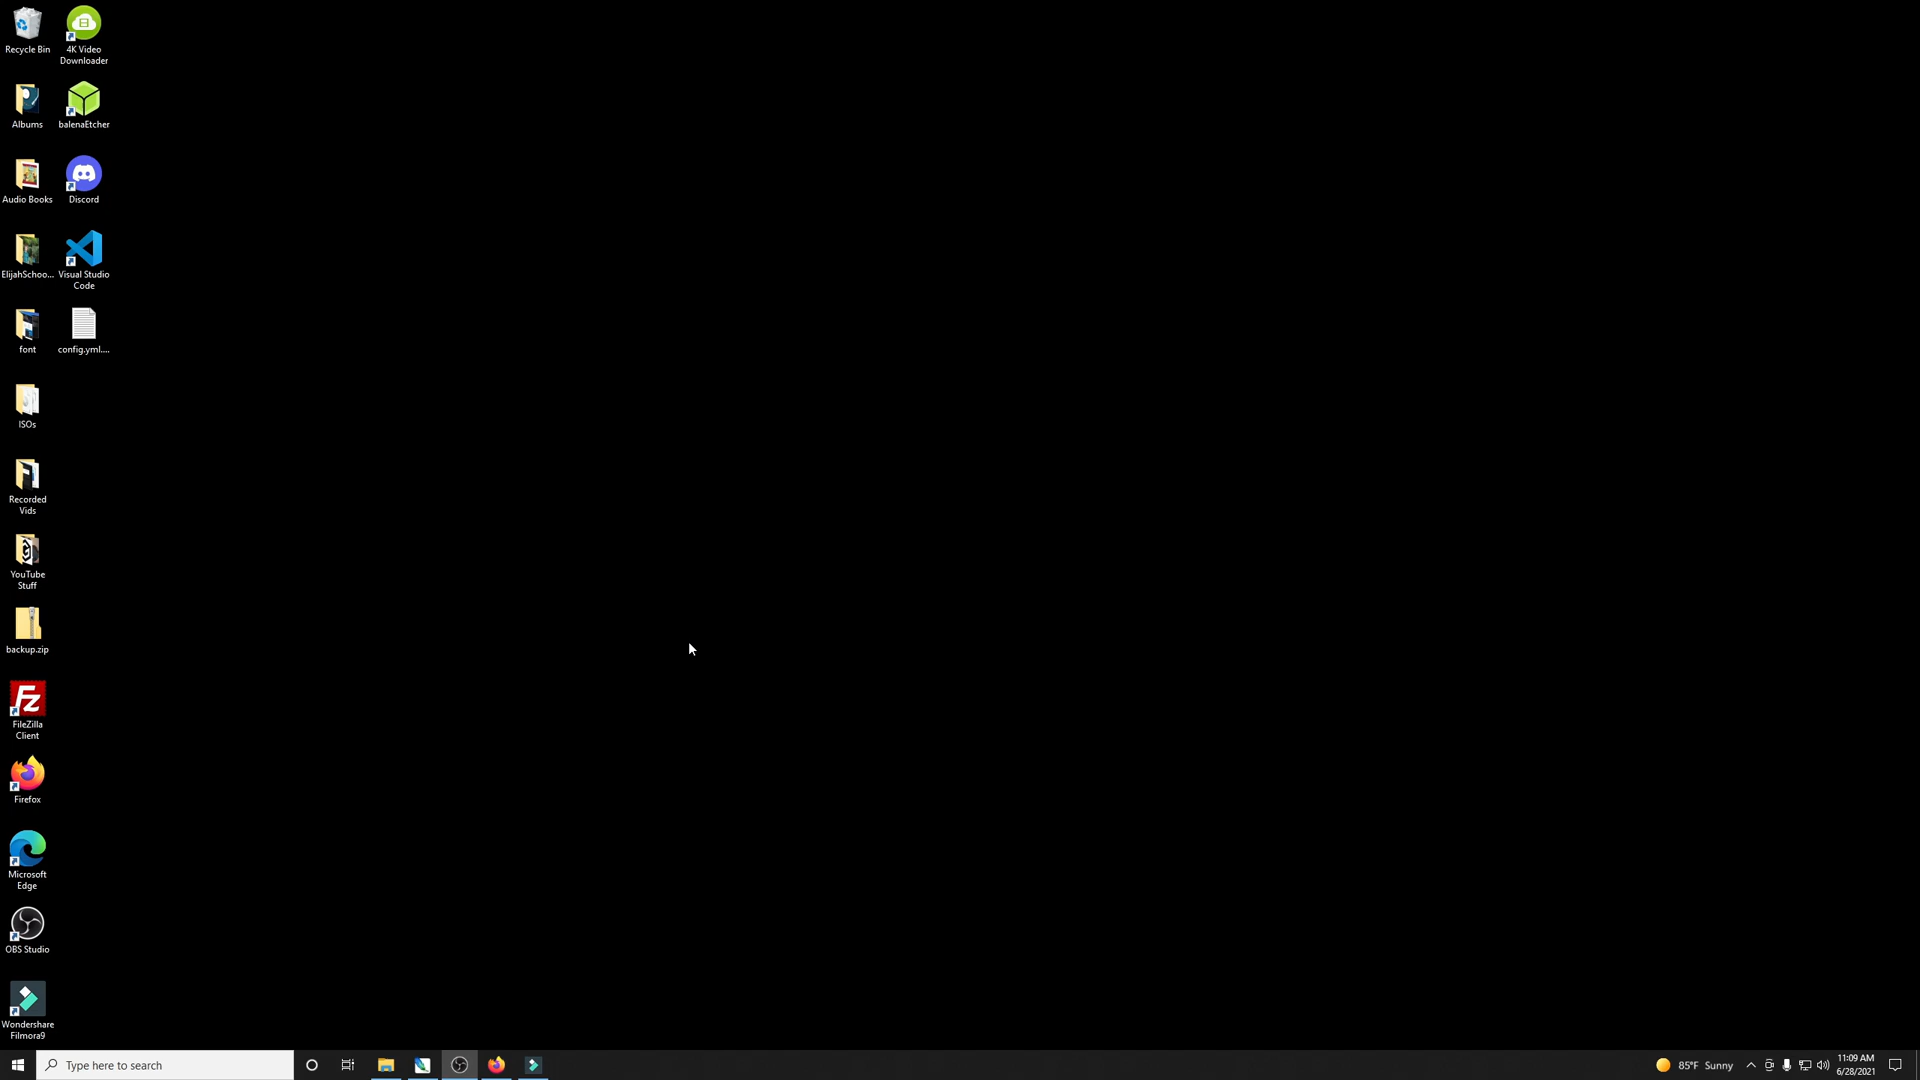 Recycle Bin
4K Video
Downloader
Albums
balenaEtcher
Audio Books
Discord
ElijahSchoo...
Visual Studio
Code
font
config.yml....
ISOs
Recorded
Vids
YouTube
Stuff
backup.zip
Fz
FileZilla
Client
Firefox
Microsoft
Edge
OBS Studio
Wondershare
Filmora9
Type here to search
85°F Sunny
11:09 AM
6/28/2021